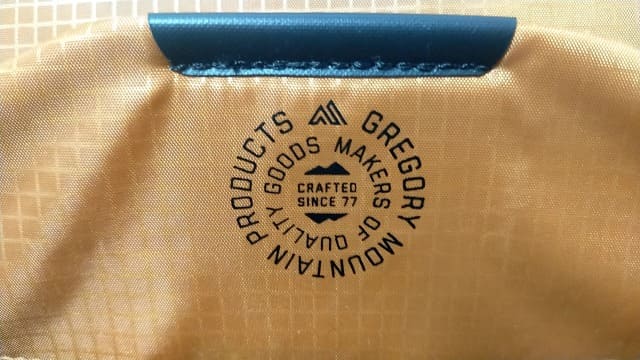 GREGORY MOUNTAIN PRODUCTS
MAKERS OF QUALITY GOODS
CRAFTED
SINCE 77